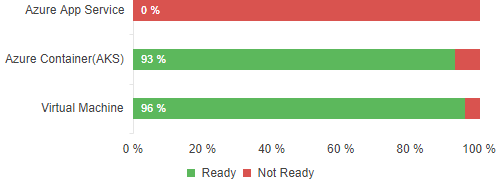 Azure App Service
0 %
Azure Container(AKS)
93 %
Virtual Machine
96 %
0 %
20 %
40 %
60 %
80 %
100 %
Ready
Not Ready